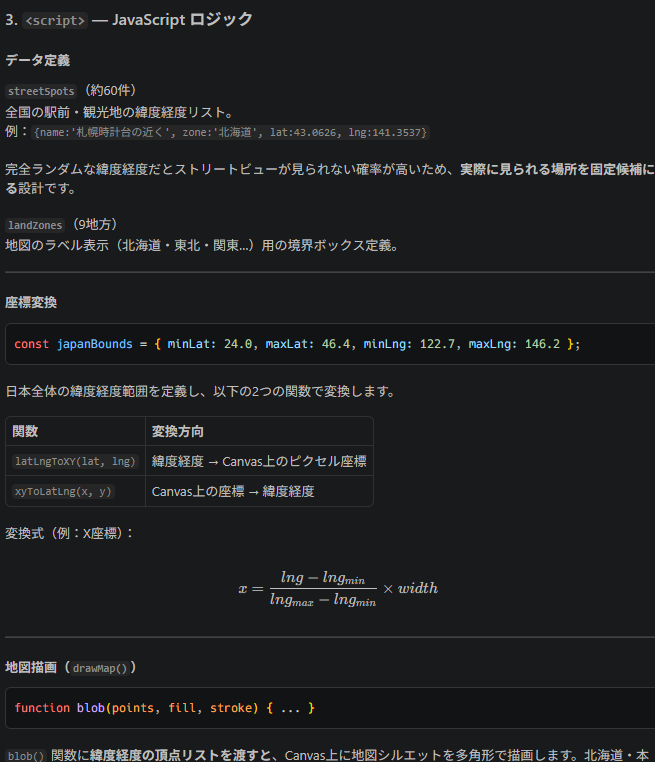 3. <script> — JavaScript ロジック
データ定義
streetSpots（約60件）
全国の駅前・観光地の緯度経度リスト。
例：{name:'札幌時計台の近く', zone:'北海道', lat:43.0626, lng:141.3537}
完全ランダムな緯度経度だとストリートビューが見られない確率が高いため、実際に見られる場所を固定候補に
る設計です。
landZones（9地方）
地図のラベル表示（北海道・東北・関東…）用の境界ボックス定義。
座標変換
const japanBounds = { minLat: 24.0, maxLat: 46.4, minLng: 122.7, maxLng: 146.2 };
日本全体の緯度経度範囲を定義し、以下の2つの関数で変換します。
関数 変換方向
latLngToXY(lat, lng) 緯度経度 → Canvas上のピクセル座標
xyToLatLng(x, y) Canvas上の座標 → 緯度経度
変換式（例：X座標）：
x = (lng − lng_min) / (lng_max − lng_min) × width
地図描画（drawMap()）
function blob(points, fill, stroke) { ... }
blob() 関数に緯度経度の頂点リストを渡すと、Canvas上に地図シルエットを多角形で描画します。北海道・本